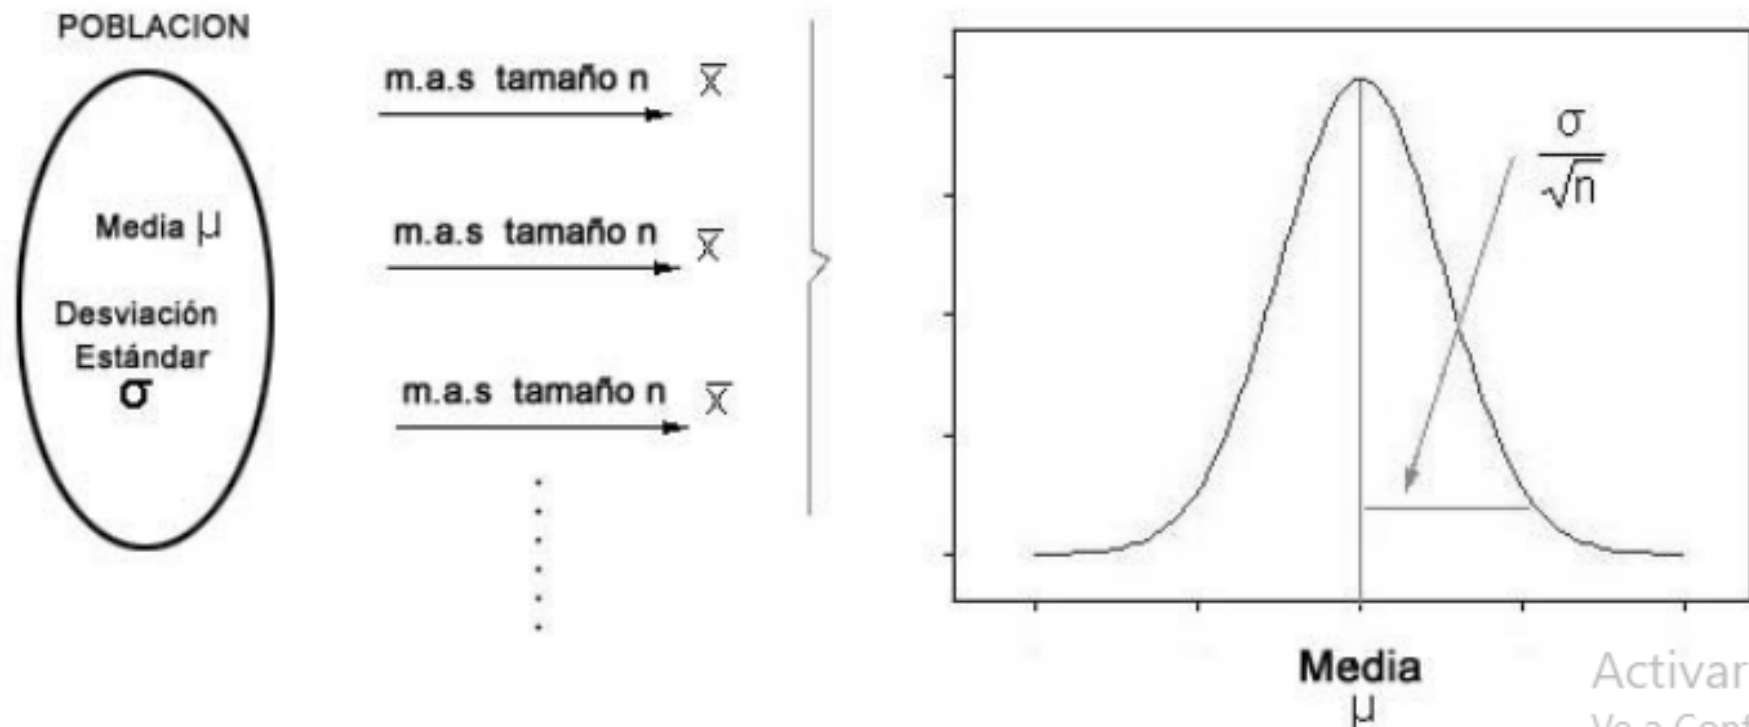 POBLACION
Media μ
Desviación
Estándar
σ
m.a.s tamaño n x̅
m.a.s tamaño n x̅
m.a.s tamaño n x̅
σ
√n
Media
μ
Activar